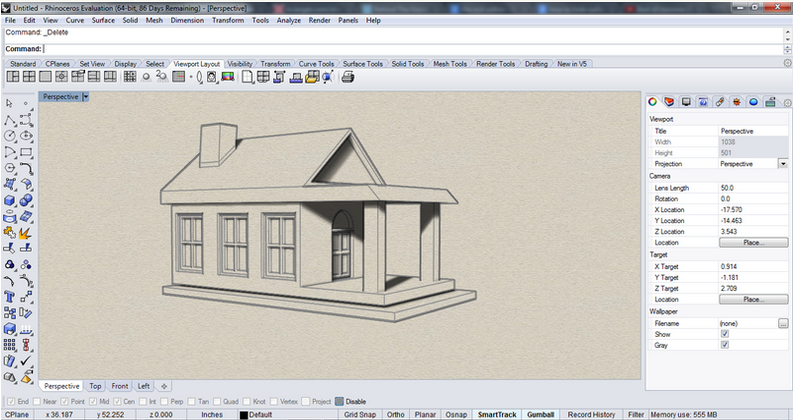 Untitled - Rhinoceros Evaluation (64-bit, 86 Days Remaining) - [Perspective]
File Edit View Curve Surface Solid Mesh Dimension Transform Tools Analyze Render Panels Help
Command: _Delete
Command:
Standard CPlanes Set View Display Select Viewport Layout Visibility Transform Curve Tools Surface Tools Solid Tools Mesh Tools Render Tools Drafting New in V5
Perspective
Viewport
Title Perspective
Width 1038
Height 501
Projection Perspective
Camera
Lens Length 50.0
Rotation 0.0
X Location -17.570
Y Location -14.463
Z Location 3.543
Location Place...
Target
X Target 0.914
Y Target -1.181
Z Target 2.709
Location Place...
Wallpaper
Filename (none) ...
Show
Gray
Perspective Top Front Left
End Near Point Mid Cen Int Perp Tan Quad Knot Vertex Project Disable
CPlane x 36.187 y 52.252 z 0.000 Inches Default Grid Snap Ortho Planar Osnap SmartTrack Gumball Record History Filter Memory use: 555 MB